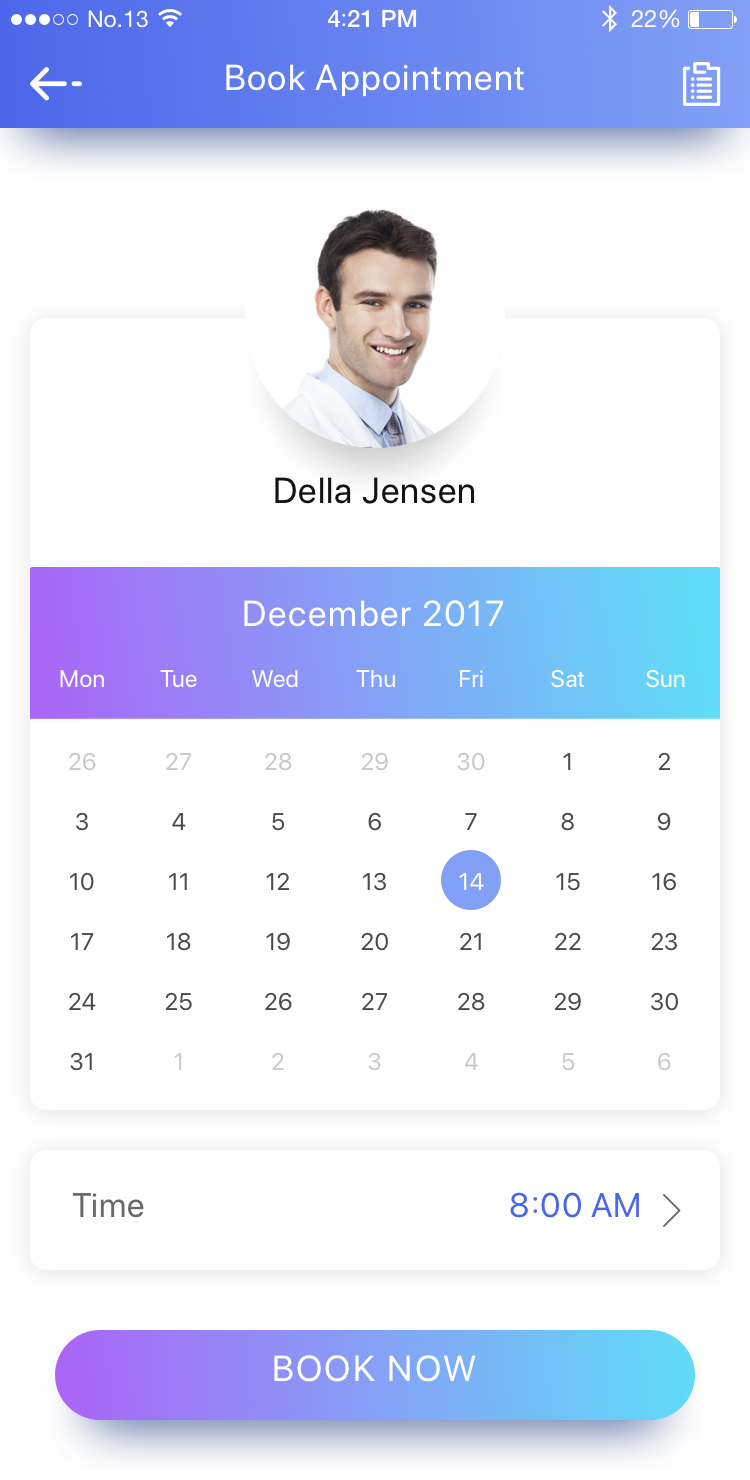 No.13 4:21 PM 22%
Book Appointment
Della Jensen
December 2017
Mon Tue Wed Thu Fri Sat Sun
26 27 28 29 30 1 2
3 4 5 6 7 8 9
10 11 12 13 14 15 16
17 18 19 20 21 22 23
24 25 26 27 28 29 30
31 1 2 3 4 5 6
Time 8:00 AM
BOOK NOW